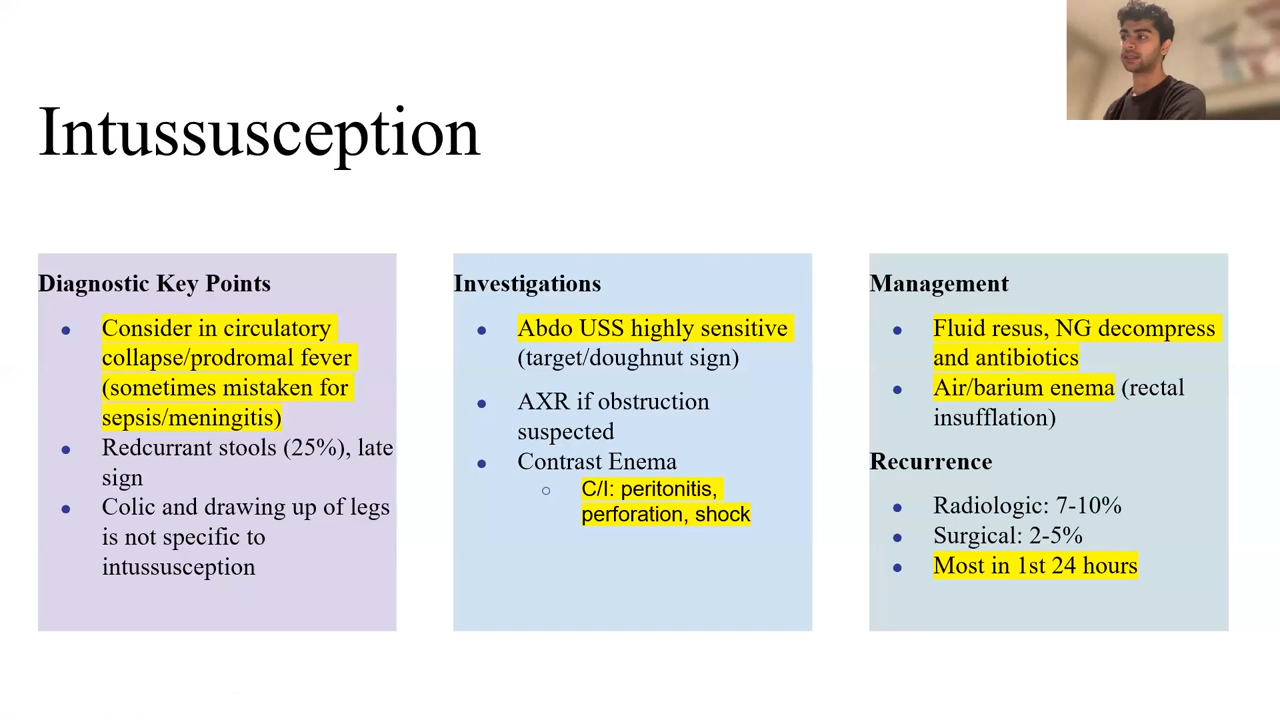 Intussusception
Diagnostic Key Points
● Consider in circulatory
collapse/prodromal fever
(sometimes mistaken for
sepsis/meningitis)
● Redcurrant stools (25%), late
sign
● Colic and drawing up of legs
is not specific to
intussusception
Investigations
● Abdo USS highly sensitive
(target/doughnut sign)
● AXR if obstruction
suspected
● Contrast Enema
○ C/I: peritonitis,
perforation, shock
Management
● Fluid resus, NG decompress
and antibiotics
● Air/barium enema (rectal
insufflation)
Recurrence
● Radiologic: 7-10%
● Surgical: 2-5%
● Most in 1st 24 hours